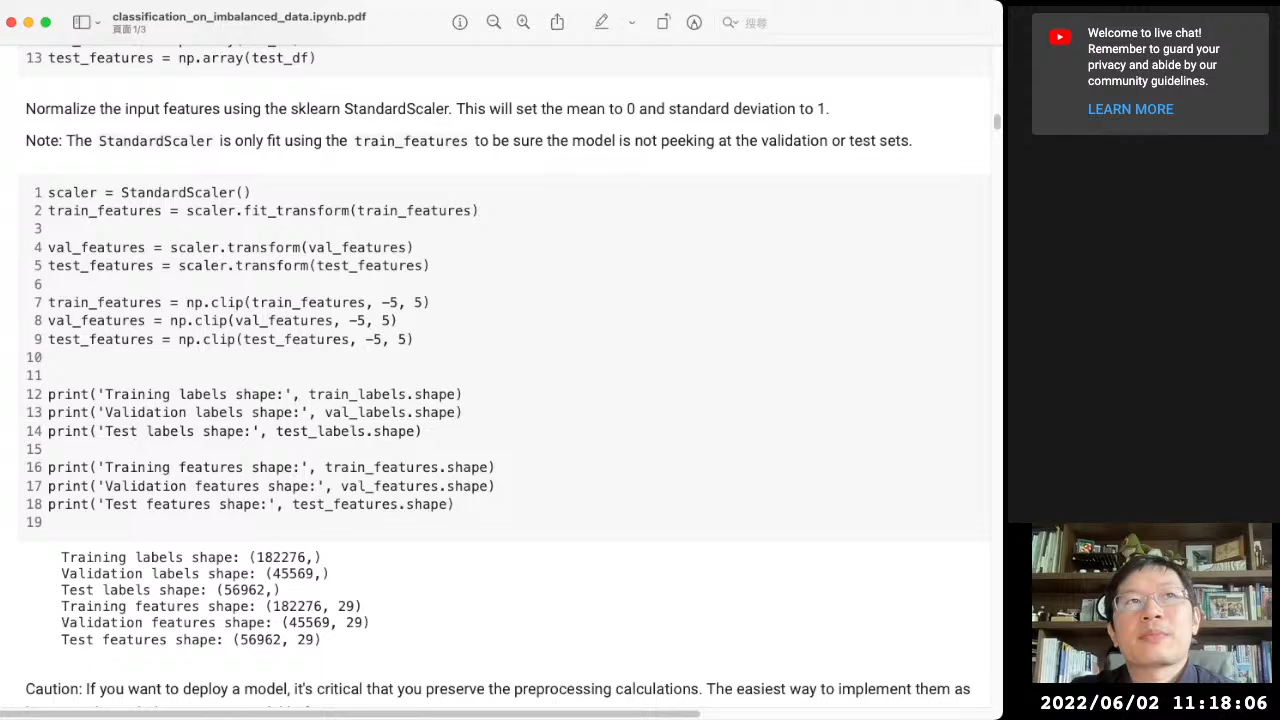 classification_on_imbalanced_data.ipynb.pdf
頁面 1/3
搜尋
13 test_features = np.array(test_df)
Normalize the input features using the sklearn StandardScaler. This will set the mean to 0 and standard deviation to 1.
Note: The StandardScaler is only fit using the train_features to be sure the model is not peeking at the validation or test sets.
1 scaler = StandardScaler()
2 train_features = scaler.fit_transform(train_features)
3
4 val_features = scaler.transform(val_features)
5 test_features = scaler.transform(test_features)
6
7 train_features = np.clip(train_features, -5, 5)
8 val_features = np.clip(val_features, -5, 5)
9 test_features = np.clip(test_features, -5, 5)
10
11
12 print('Training labels shape:', train_labels.shape)
13 print('Validation labels shape:', val_labels.shape)
14 print('Test labels shape:', test_labels.shape)
15
16 print('Training features shape:', train_features.shape)
17 print('Validation features shape:', val_features.shape)
18 print('Test features shape:', test_features.shape)
19
Training labels shape: (182276,)
Validation labels shape: (45569,)
Test labels shape: (56962,)
Training features shape: (182276, 29)
Validation features shape: (45569, 29)
Test features shape: (56962, 29)
Caution: If you want to deploy a model, it's critical that you preserve the preprocessing calculations. The easiest way to implement them as
Welcome to live chat!
Remember to guard your
privacy and abide by our
community guidelines.
LEARN MORE
2022/06/02 11:18:06